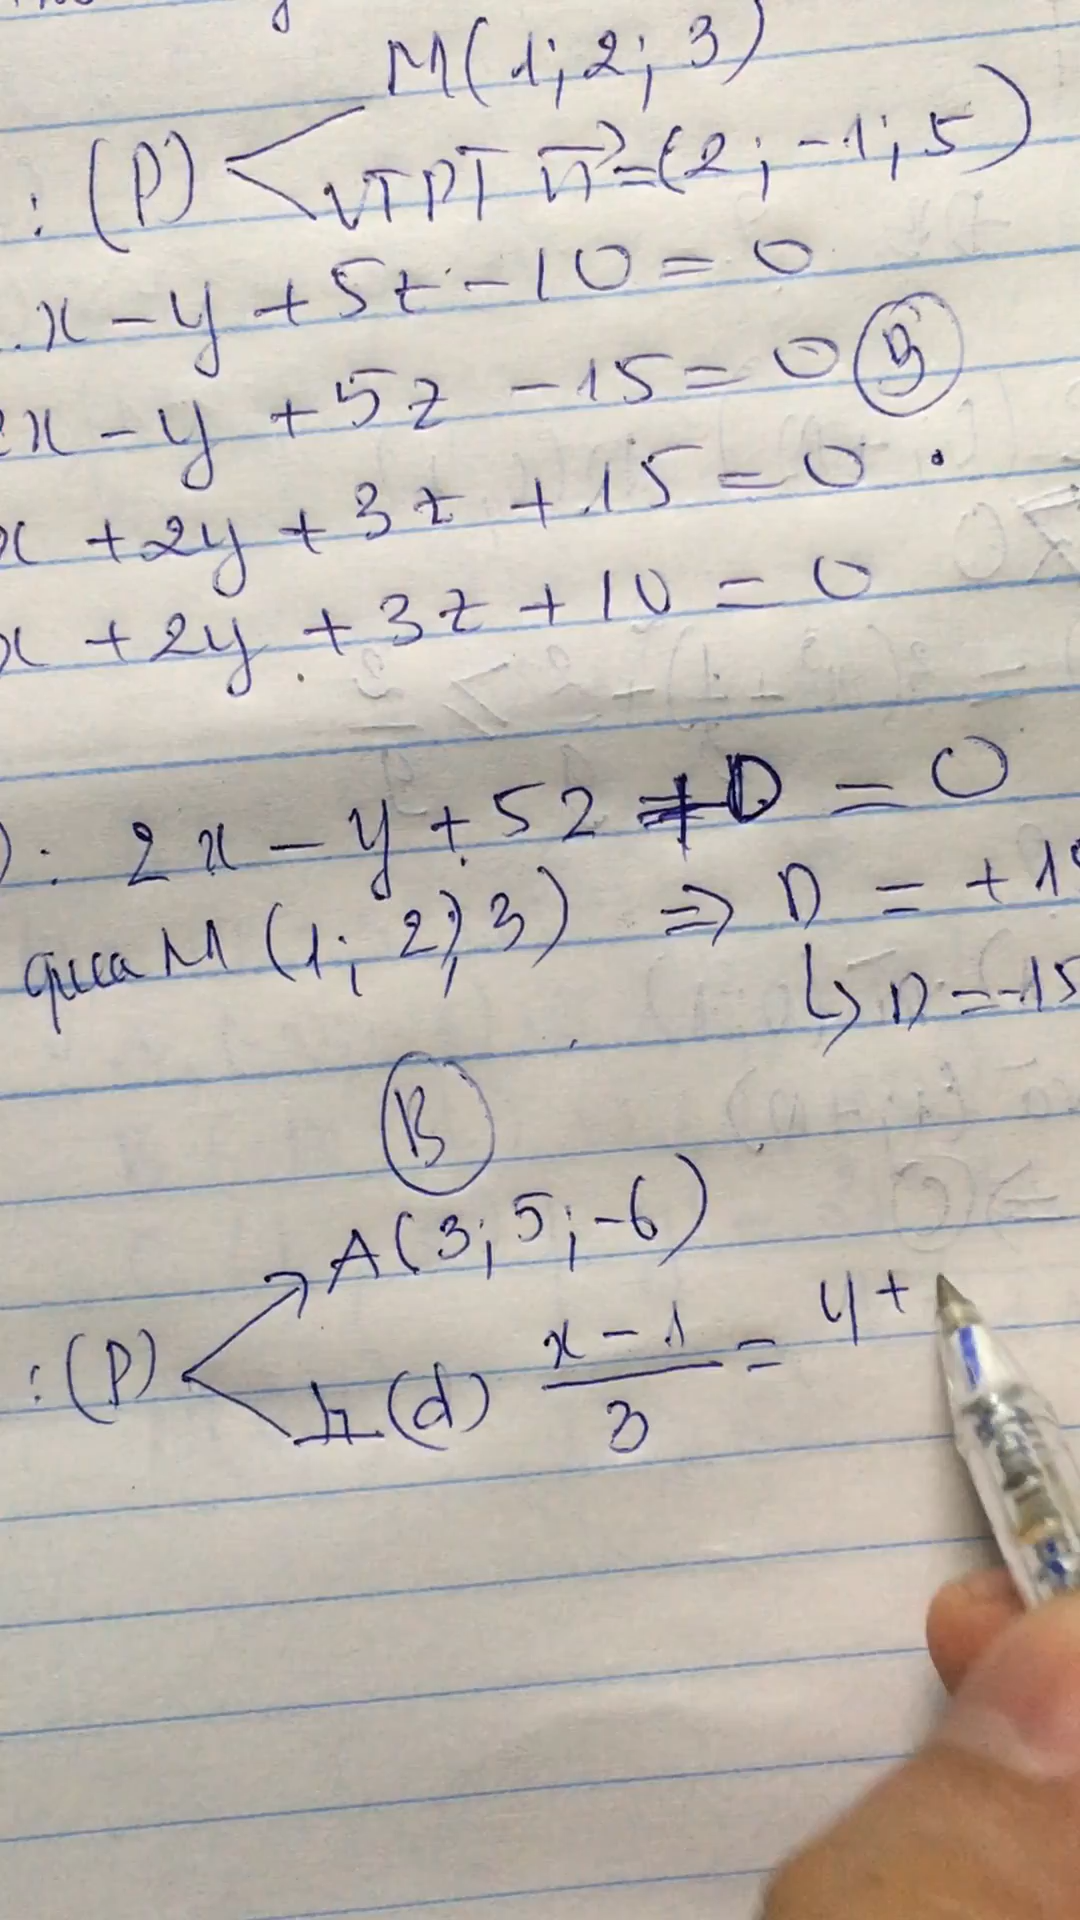 M(1; 2; 3)
: (P) VTPT n⃗ = (2; -1; 5)
x - y + 5z - 10 = 0
x - y + 5z - 15 = 0 (B)
x + 2y + 3z + 15 = 0
x + 2y + 3z + 10 = 0
): 2x - y + 5z + D = 0
qua M (1; 2; 3) => D = +1
↳ D = -15
(B)
A(3; 5; -6)
: (P)
⊥ (d) x - 1 / 3 = y +